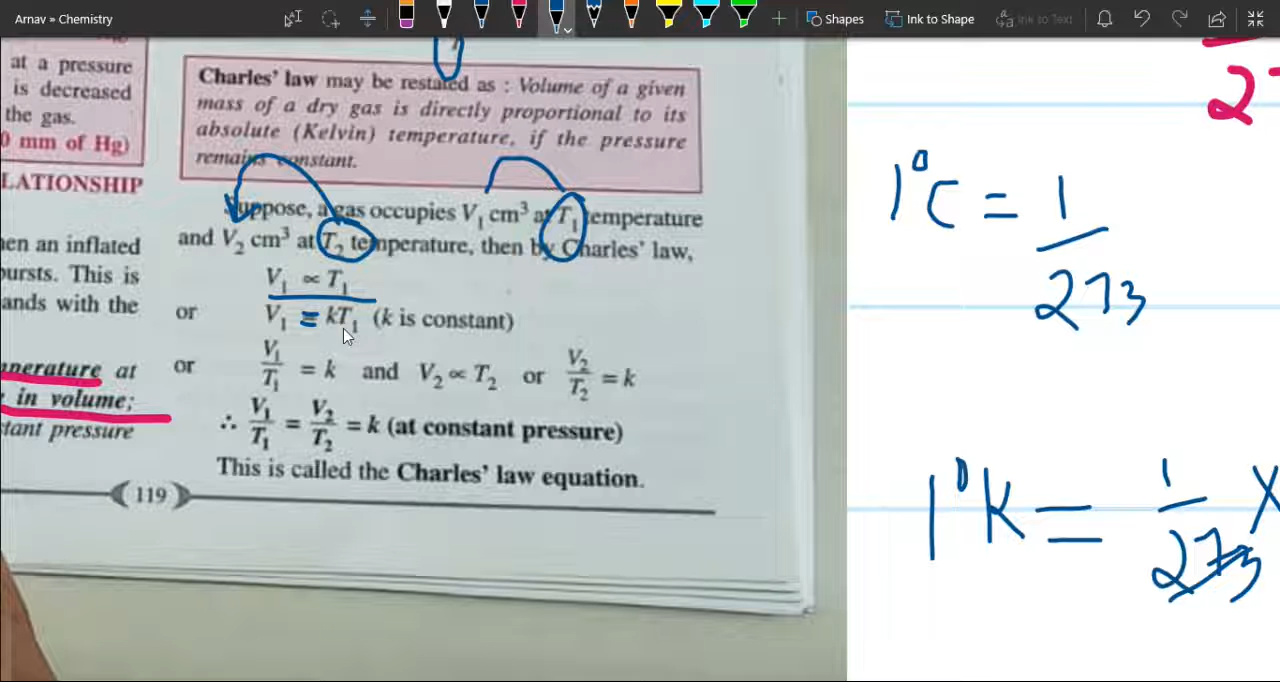 Arnav » Chemistry
Shapes
Ink to Shape
Ink to Text
at a pressure
is decreased
the gas.
0 mm of Hg)
LATIONSHIP
en an inflated
ursts. This is
ands with the
perature at
in volume;
stant pressure
Charles' law may be restated as : Volume of a given
mass of a dry gas is directly proportional to its
absolute (Kelvin) temperature, if the pressure
remains constant.
Suppose, a gas occupies V₁ cm³ at T₁ temperature
and V₂ cm³ at T₂ temperature, then by Charles' law,
V₁ ∝ T₁
or V₁ = kT₁ (k is constant)
or V₁/T₁ = k and V₂ ∝ T₂ or V₂/T₂ = k
∴ V₁/T₁ = V₂/T₂ = k (at constant pressure)
This is called the Charles' law equation.
119
2
1°C = 1/273
1°K = 1/273 X